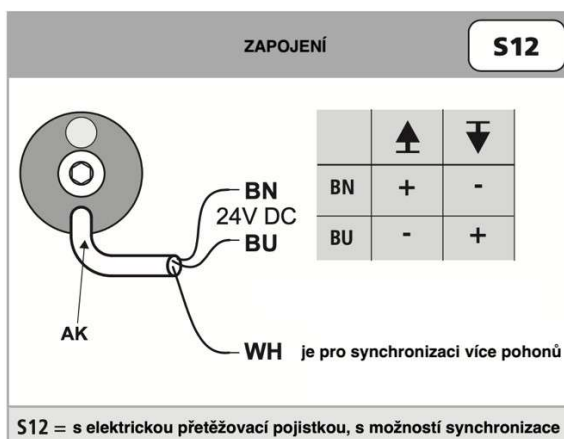 ZAPOJENÍ
S12
BN
24V DC
BU
AK
WH je pro synchronizaci více pohonů
BN + -
BU - +
S12 = s elektrickou přetěžovací pojistkou, s možností synchronizace